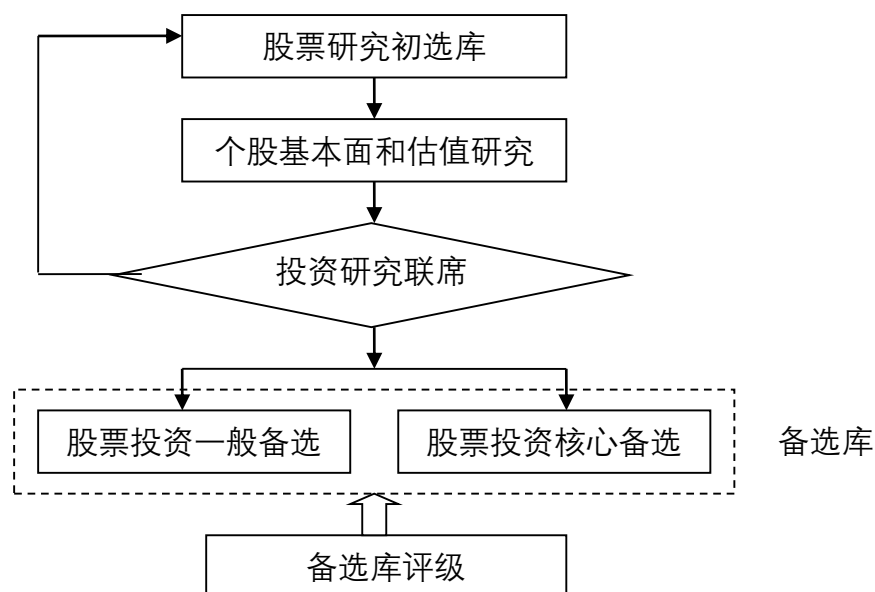 股票研究初选库
个股基本面和估值研究
投资研究联席
股票投资一般备选
股票投资核心备选
备选库
备选库评级